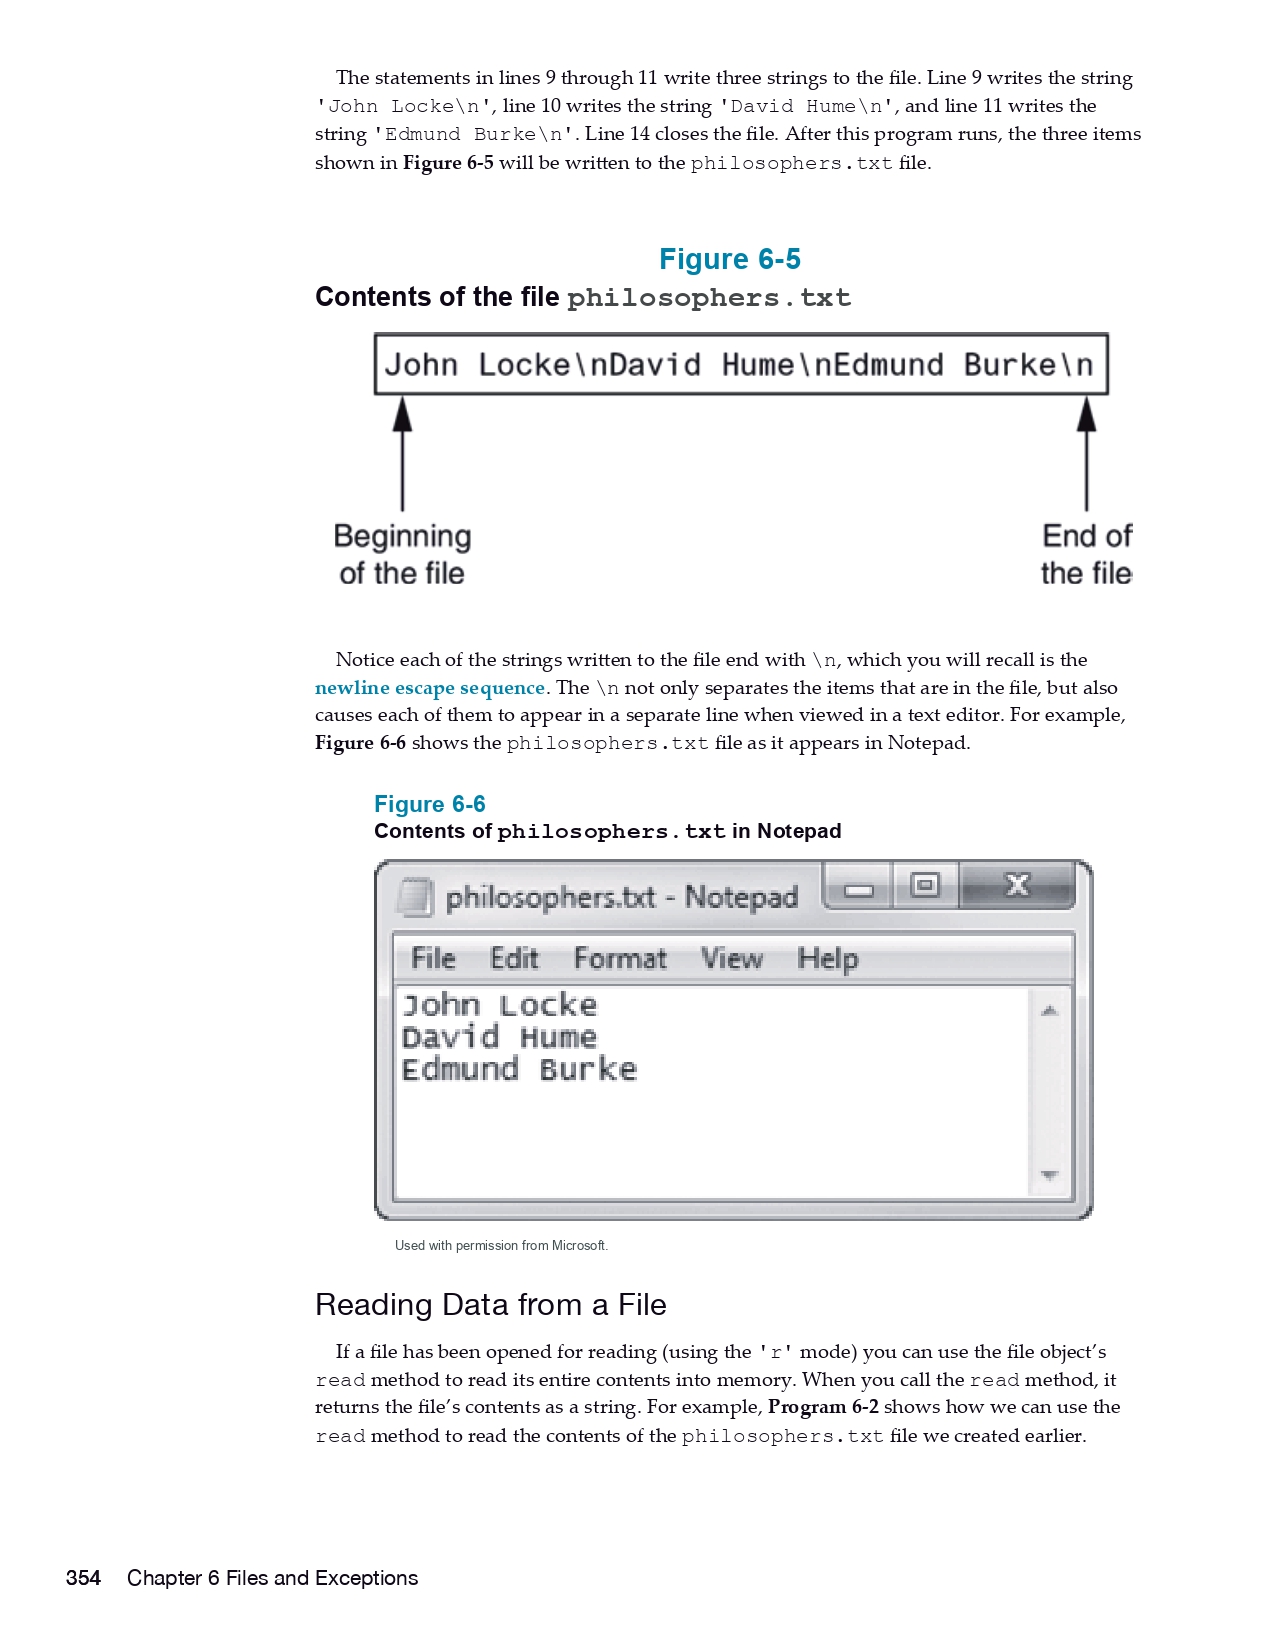 The statements in lines 9 through 11 write three strings to the file. Line 9 writes the string
'John Locke\n', line 10 writes the string 'David Hume\n', and line 11 writes the
string 'Edmund Burke\n'. Line 14 closes the file. After this program runs, the three items
shown in Figure 6-5 will be written to the philosophers.txt file.
Figure 6-5
Contents of the file philosophers.txt
John Locke\nDavid Hume\nEdmund Burke\n
Beginning
of the file
End of
the file
Notice each of the strings written to the file end with \n, which you will recall is the
newline escape sequence. The \n not only separates the items that are in the file, but also
causes each of them to appear in a separate line when viewed in a text editor. For example,
Figure 6-6 shows the philosophers.txt file as it appears in Notepad.
Figure 6-6
Contents of philosophers.txt in Notepad
philosophers.txt - Notepad
File Edit Format View Help
John Locke
David Hume
Edmund Burke
Used with permission from Microsoft.
Reading Data from a File
If a file has been opened for reading (using the 'r' mode) you can use the file object’s
read method to read its entire contents into memory. When you call the read method, it
returns the file’s contents as a string. For example, Program 6-2 shows how we can use the
read method to read the contents of the philosophers.txt file we created earlier.
354 Chapter 6 Files and Exceptions